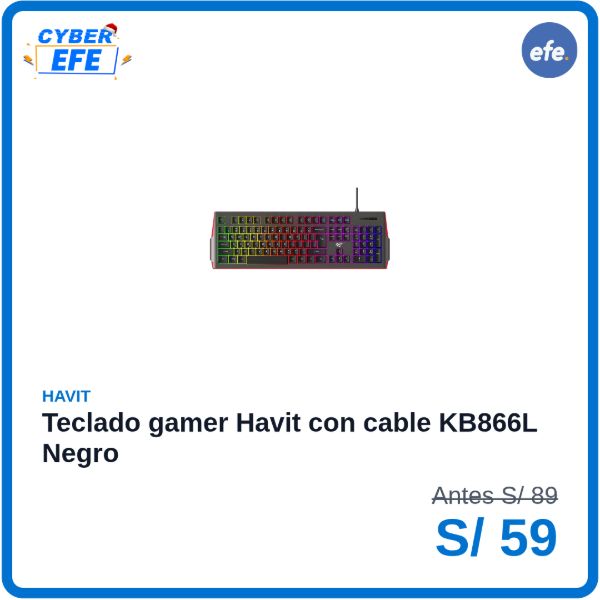 CYBER
EFE
efe.
HAVIT
Teclado gamer Havit con cable KB866L
Negro
Antes S/ 89
S/ 59